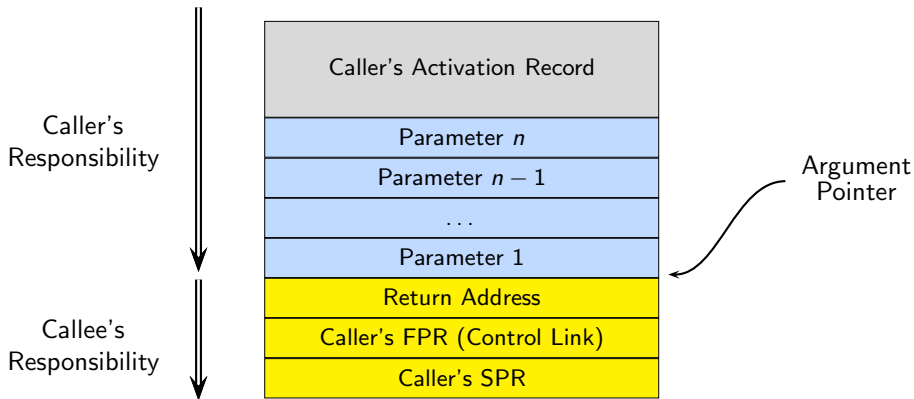 Caller's Activation Record
Parameter n
Parameter n − 1
. . .
Parameter 1
Return Address
Caller's FPR (Control Link)
Caller's SPR
Caller's
Responsibility
Callee's
Responsibility
Argument
Pointer